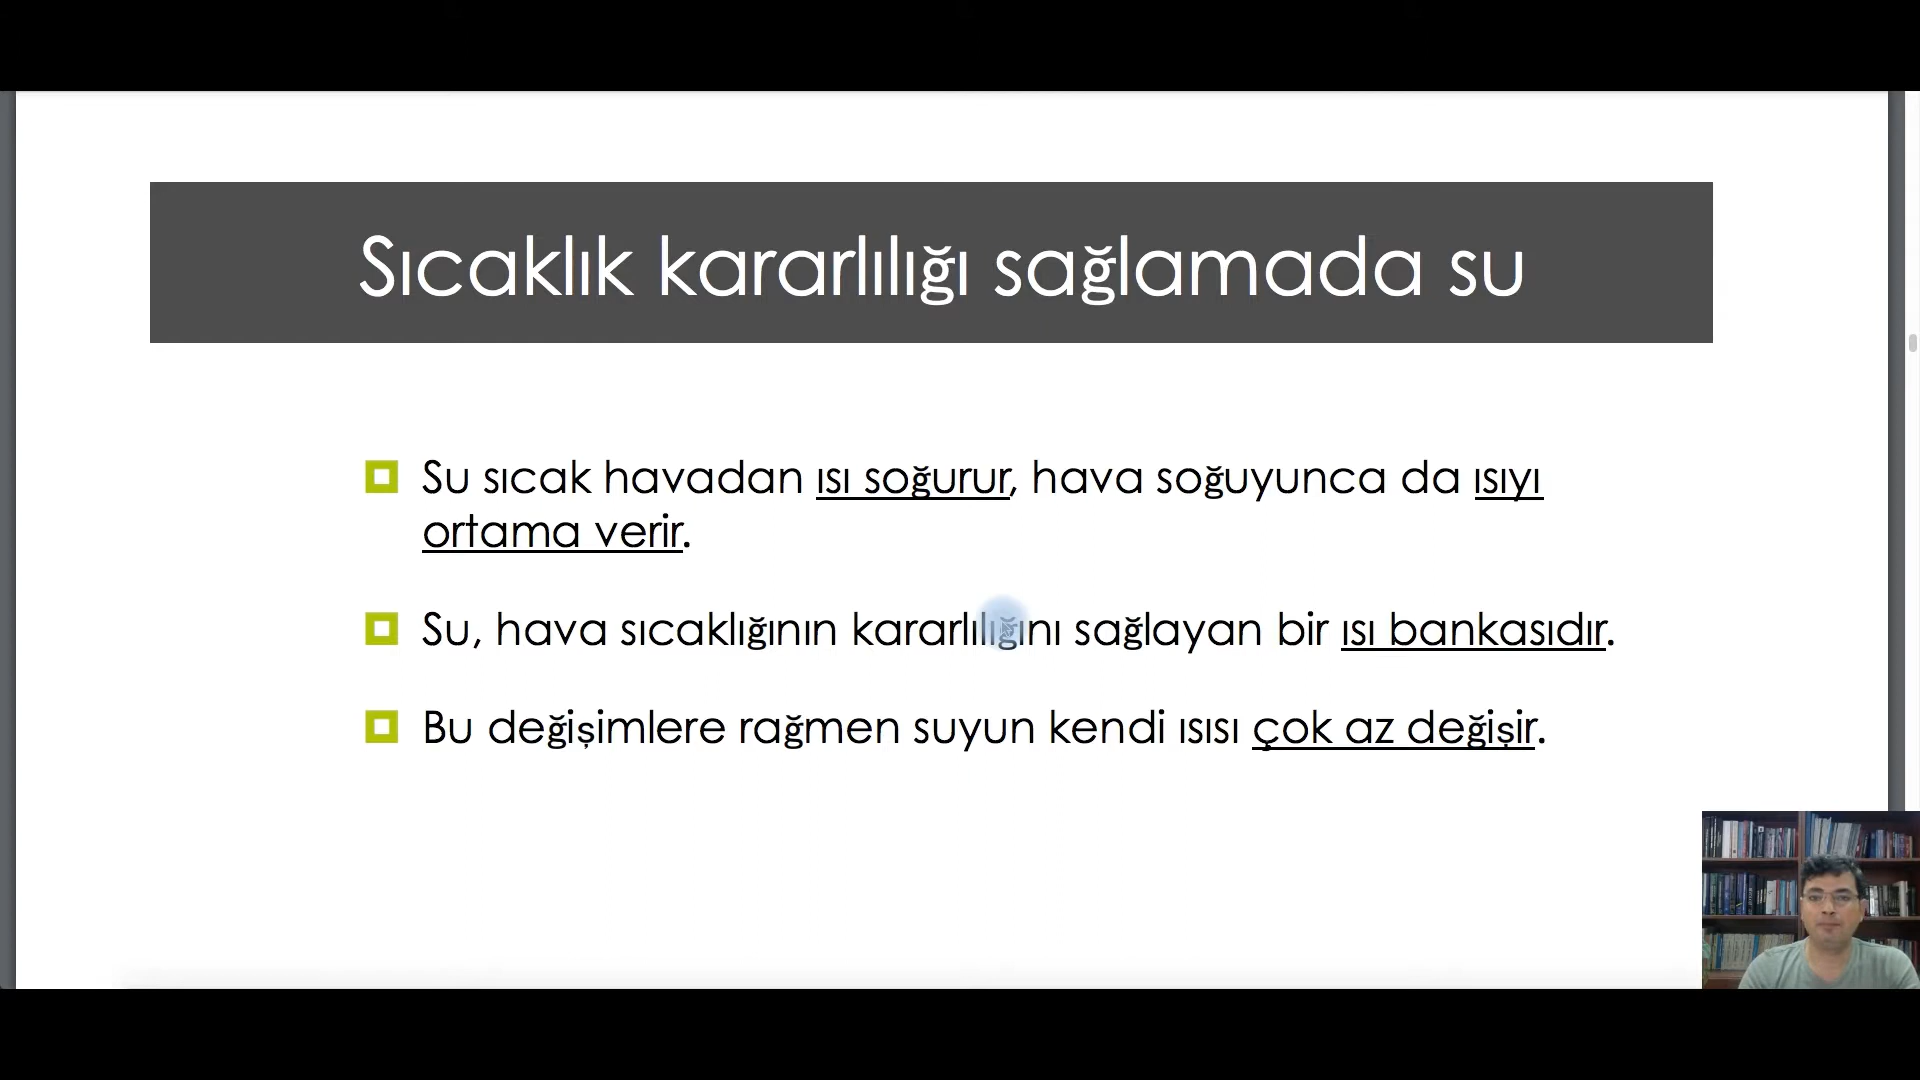 Sıcaklık kararlılığı sağlamada su
Su sıcak havadan ısı soğurur, hava soğuyunca da ısıyı
ortama verir.
Su, hava sıcaklığının kararlılığını sağlayan bir ısı bankasıdır.
Bu değişimlere rağmen suyun kendi ısısı çok az değişir.